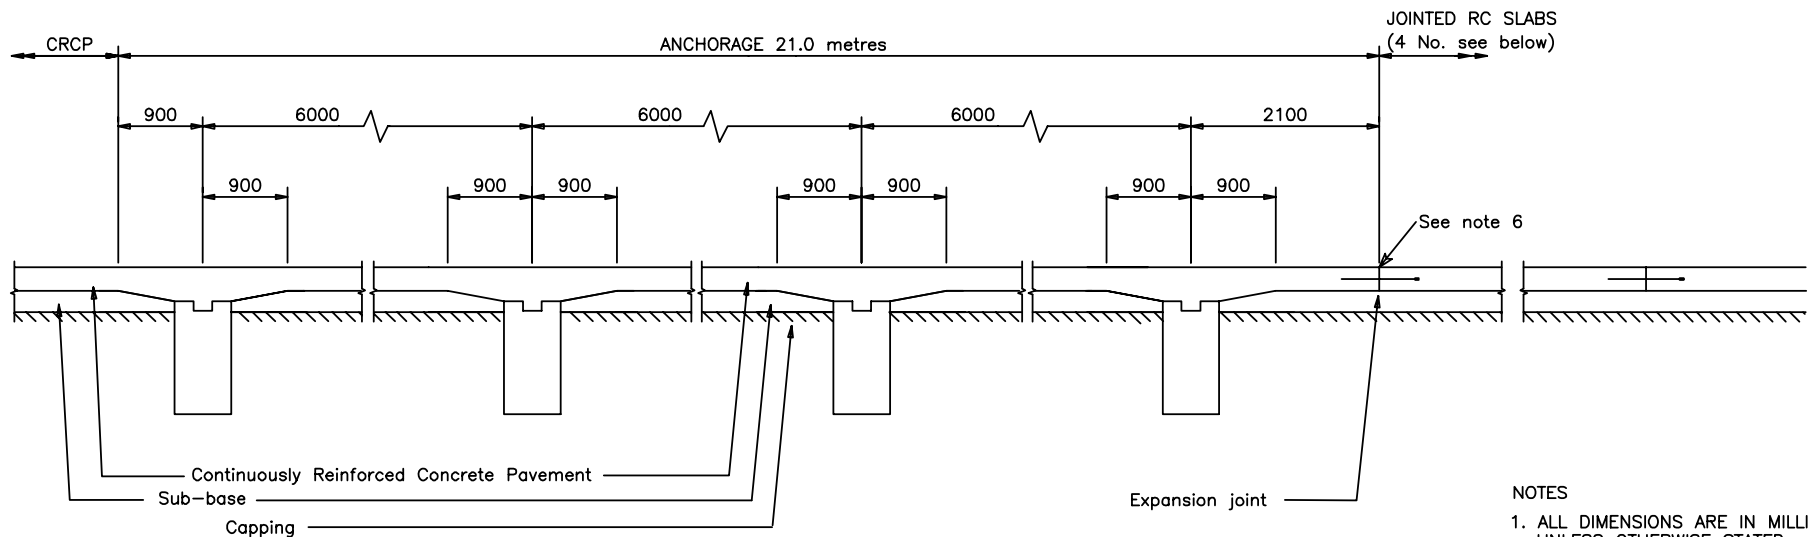 JOINTED RC SLABS
CRCP
ANCHORAGE 21.0 metres
(4 No. see below)
900
6000
6000
6000
2100
900
900
900
900
900
900
900
See note 6
Continuously Reinforced Concrete Pavement
Sub-base
Expansion joint
Capping
NOTES
1. ALL DIMENSIONS ARE IN MILLI